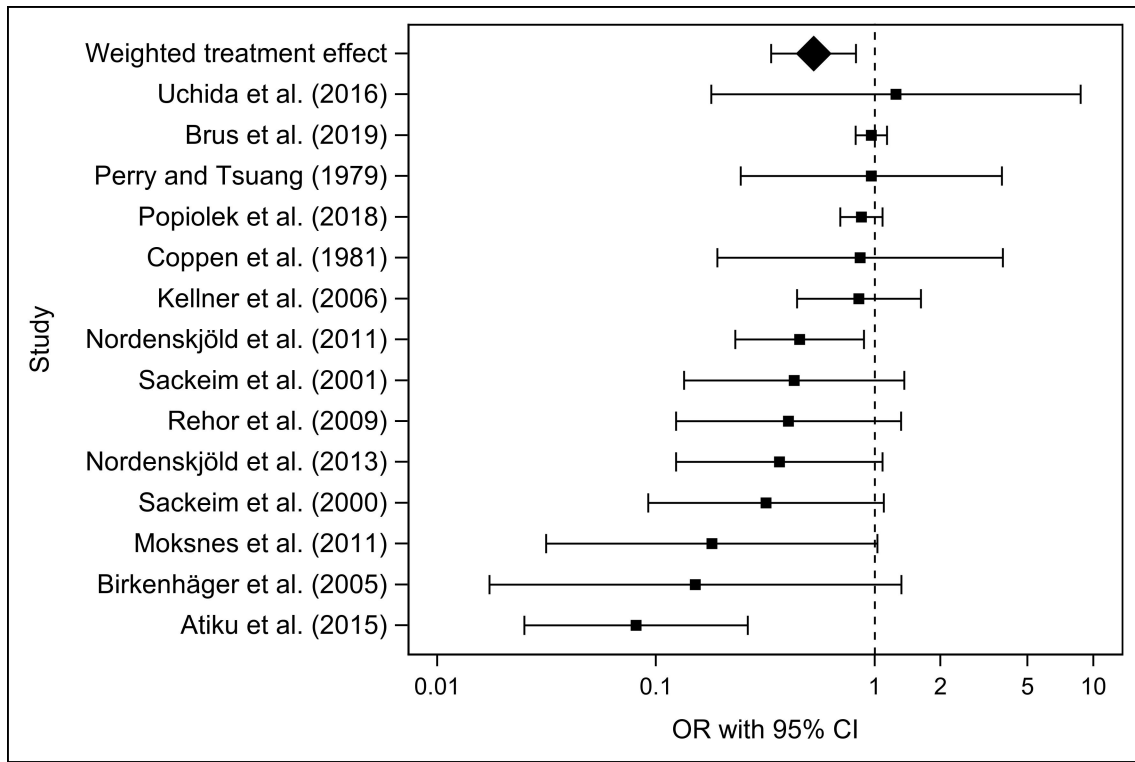 Weighted treatment effect
Uchida et al. (2016)
Brus et al. (2019)
Perry and Tsuang (1979)
Popiolek et al. (2018)
Coppen et al. (1981)
Kellner et al. (2006)
Nordenskjöld et al. (2011)
Sackeim et al. (2001)
Rehor et al. (2009)
Nordenskjöld et al. (2013)
Sackeim et al. (2000)
Moksnes et al. (2011)
Birkenhäger et al. (2005)
Atiku et al. (2015)
Study
0.01 0.1 1 2 5 10
OR with 95% CI